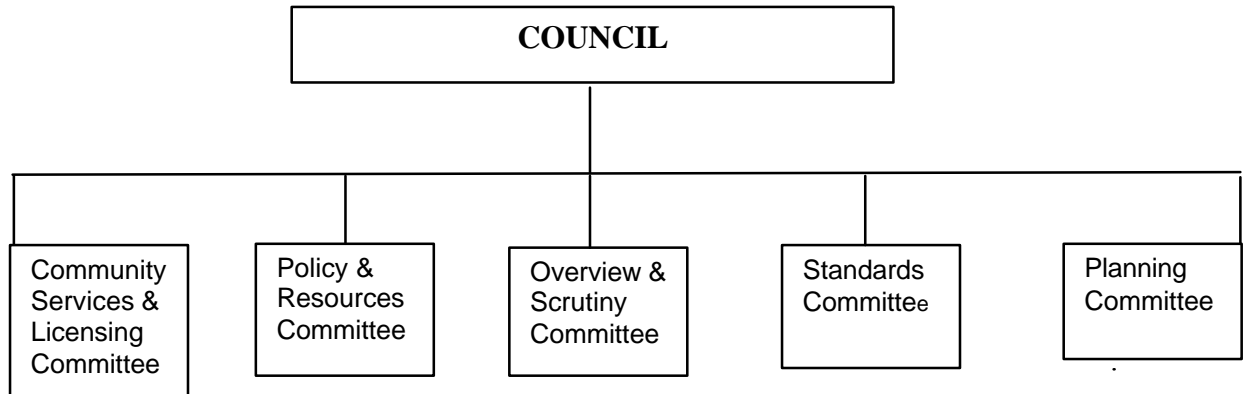 COUNCIL
Community
Services &
Licensing
Committee
Policy &
Resources
Committee
Overview &
Scrutiny
Committee
Standards
Committee
Planning
Committee
.